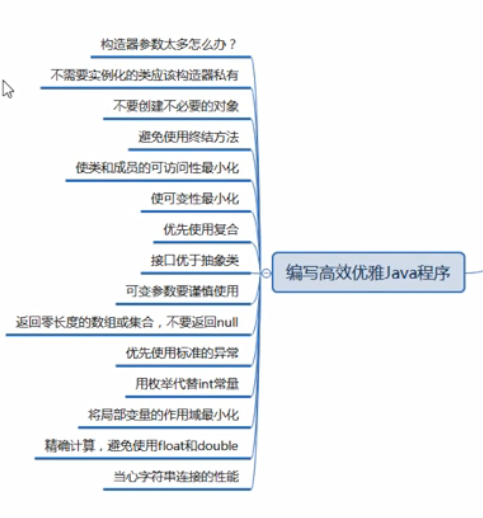 构造器参数太多怎么办？
不需要实例化的类应该构造器私有
不要创建不必要的对象
避免使用终结方法
使类和成员的可访问性最小化
使可变性最小化
优先使用复合
接口优于抽象类
可变参数要谨慎使用
返回零长度的数组或集合，不要返回null
优先使用标准的异常
用枚举代替int常量
将局部变量的作用域最小化
精确计算，避免使用float和double
当心字符串连接的性能
编写高效优雅Java程序